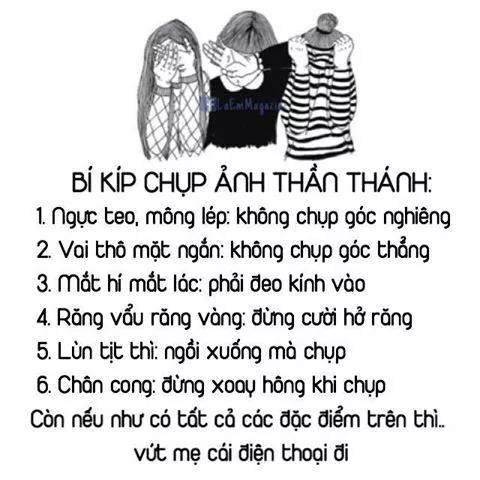 LaEmMagazin
BÍ KÍP CHỤP ẢNH THẦN THÁNH:
1. Ngực teo, mông lép: không chụp góc nghiêng
2. Vai thô mặt ngắn: không chụp góc thẳng
3. Mắt hí mắt lác: phải đeo kính vào
4. Răng vẩu răng vàng: đừng cười hở răng
5. Lùn tịt thì: ngồi xuống mà chụp
6. Chân cong: đừng xoay hông khi chụp
Còn nếu như có tất cả các đặc điểm trên thì..
vứt mẹ cái điện thoại đi